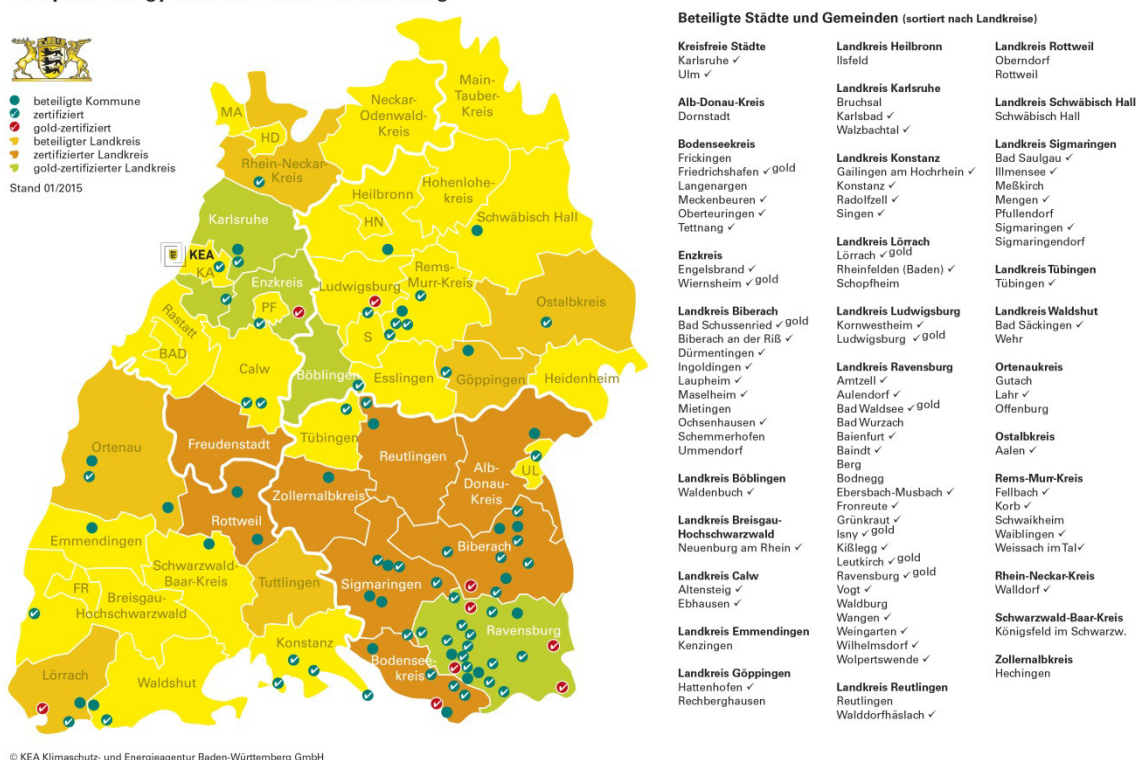 beteiligte Kommune
zertifiziert
gold-zertifiziert
beteiligter Landkreis
zertifizierter Landkreis
gold-zertifizierter Landkreis
Stand 01/2015
Main-
Tauber-
Kreis
Neckar-
Odenwald-
Kreis
MA
HD
Rhein-Neckar-
Kreis
Heilbronn
HN
Hohenlohe-
kreis
Schwäbisch Hall
Karlsruhe
KEA
KA
Enzkreis
PF
Ludwigsburg
Rems-
Murr-Kreis
Ostalbkreis
Rastatt
BAD
S
Calw
Böblingen
Esslingen
Göppingen
Heidenheim
Tübingen
Freudenstadt
Reutlingen
Ortenau
Alb-
Donau-
Kreis
UL
Zollernalbkreis
Rottweil
Emmendingen
Biberach
Schwarzwald-
Baar-Kreis
Tuttlingen
Sigmaringen
FR
Breisgau-
Hochschwarzwald
Konstanz
Ravensburg
Bodensee-
kreis
Lörrach
Waldshut
© KEA Klimaschutz- und Energieagentur Baden-Württemberg GmbH
Beteiligte Städte und Gemeinden (sortiert nach Landkreise)
Kreisfreie Städte
Karlsruhe ✓
Ulm ✓
Alb-Donau-Kreis
Dornstadt
Bodenseekreis
Frickingen
Friedrichshafen ✓ gold
Langenargen
Meckenbeuren ✓
Oberteuringen ✓
Tettnang ✓
Enzkreis
Engelsbrand ✓
Wiernsheim ✓ gold
Landkreis Biberach
Bad Schussenried ✓ gold
Biberach an der Riß ✓
Dürmentingen ✓
Ingoldingen ✓
Laupheim ✓
Maselheim ✓
Mietingen
Ochsenhausen ✓
Schemmerhofen
Ummendorf
Landkreis Böblingen
Waldenbuch ✓
Landkreis Breisgau-
Hochschwarzwald
Neuenburg am Rhein ✓
Landkreis Calw
Altensteig ✓
Ebhausen ✓
Landkreis Emmendingen
Kenzingen
Landkreis Göppingen
Hattenhofen ✓
Rechberghausen
Landkreis Heilbronn
Ilsfeld
Landkreis Karlsruhe
Bruchsal
Karlsbad ✓
Walzbachtal ✓
Landkreis Konstanz
Gailingen am Hochrhein ✓
Konstanz ✓
Radolfzell ✓
Singen ✓
Landkreis Lörrach
Lörrach ✓ gold
Rheinfelden (Baden) ✓
Schopfheim
Landkreis Ludwigsburg
Kornwestheim ✓
Ludwigsburg ✓ gold
Landkreis Ravensburg
Amtzell ✓
Aulendorf ✓
Bad Waldsee ✓ gold
Bad Wurzach
Baienfurt ✓
Baindt ✓
Berg
Bodnegg
Ebersbach-Musbach ✓
Fronreute ✓
Grünkraut ✓
Isny ✓ gold
Kißlegg ✓
Leutkirch ✓ gold
Ravensburg ✓ gold
Vogt ✓
Waldburg
Wangen ✓
Weingarten ✓
Wilhelmsdorf ✓
Wolpertswende ✓
Landkreis Reutlingen
Reutlingen
Walddorfhäslach ✓
Landkreis Rottweil
Oberndorf
Rottweil
Landkreis Schwäbisch Hall
Schwäbisch Hall
Landkreis Sigmaringen
Bad Saulgau ✓
Illmensee ✓
Meßkirch
Mengen ✓
Pfullendorf
Sigmaringen ✓
Sigmaringendorf
Landkreis Tübingen
Tübingen ✓
Landkreis Waldshut
Bad Säckingen ✓
Wehr
Ortenaukreis
Gutach
Lahr ✓
Offenburg
Ostalbkreis
Aalen ✓
Rems-Murr-Kreis
Fellbach ✓
Korb ✓
Schwaikheim
Waiblingen ✓
Weissach im Tal✓
Rhein-Neckar-Kreis
Walldorf ✓
Schwarzwald-Baar-Kreis
Königsfeld im Schwarzw.
Zollernalbkreis
Hechingen